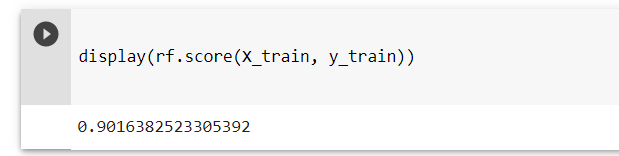 display(rf.score(X_train, y_train))
0.9016382523305392